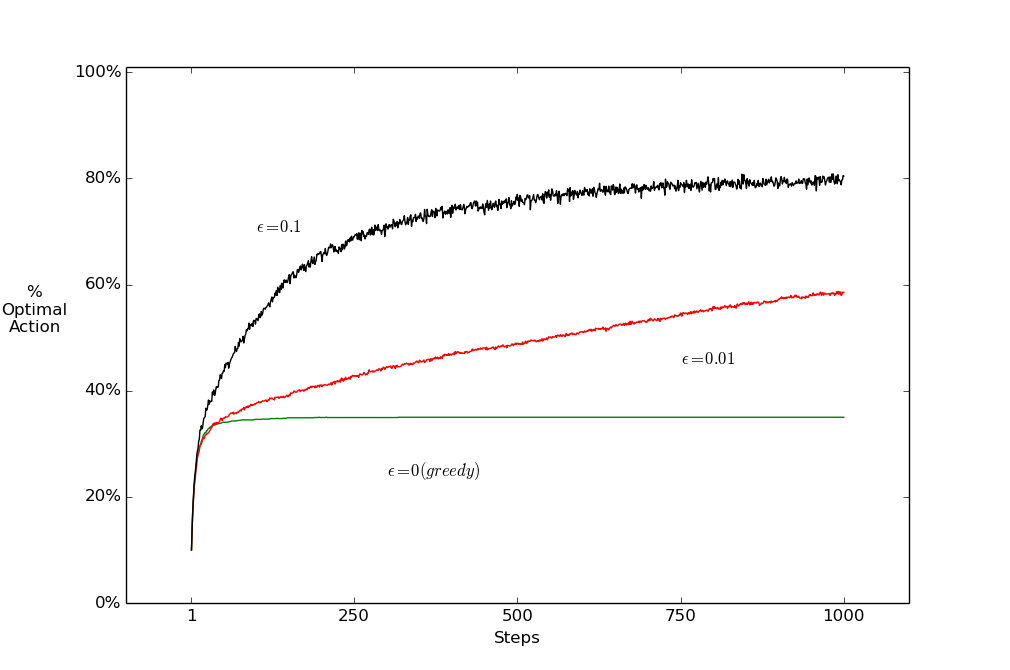 100%
80%
ϵ=0.1
60%
%
Optimal
Action
ϵ=0.01
40%
ϵ=0(greedy)
20%
0%
1 250 500 750 1000
Steps